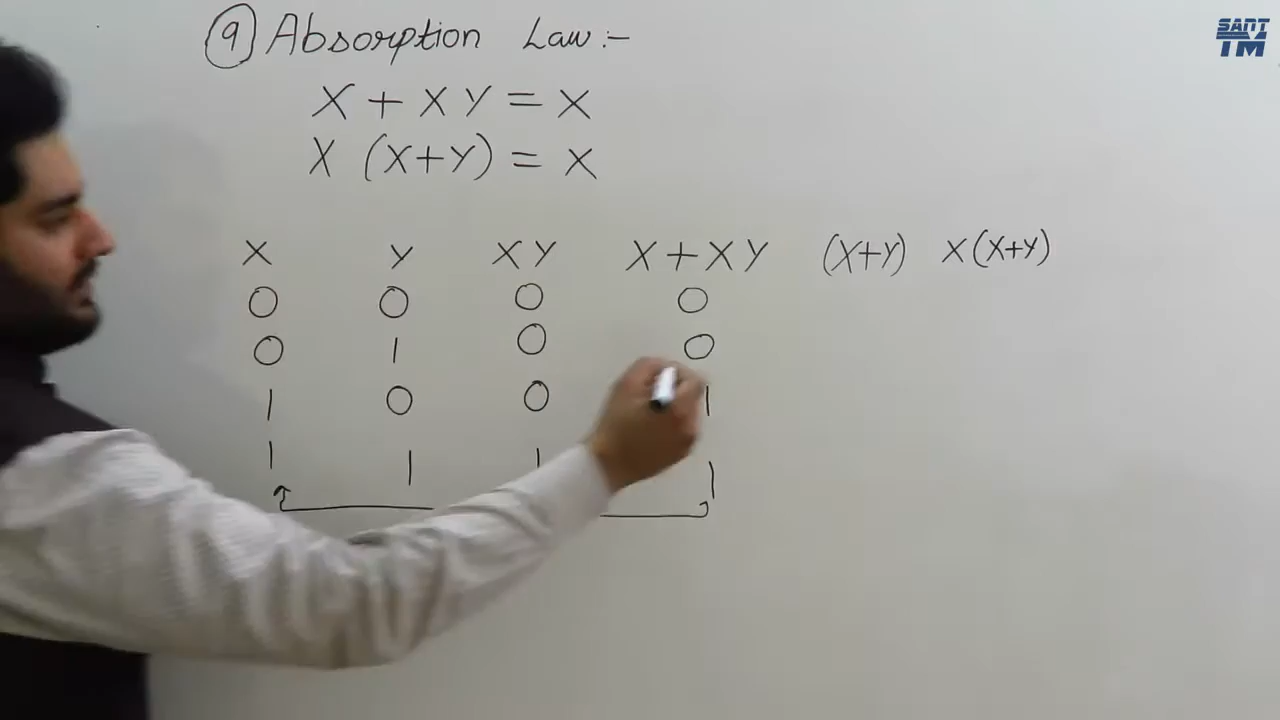 9 Absorption Law :-
X + XY = X
X (X+Y) = X
X Y XY X + XY (X+Y) X(X+Y)
0 0 0 0
0 1 0 0
1 0 0 1
1 1 1 1
SANT
TM